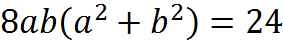 8ab(a² + b²) = 24